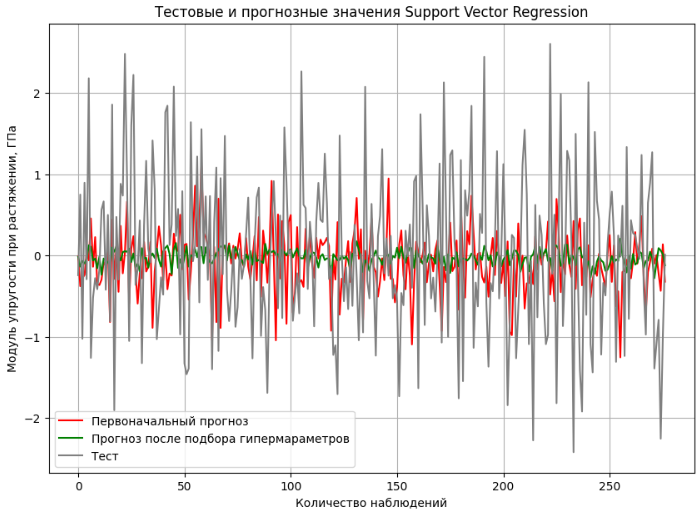 Тестовые и прогнозные значения Support Vector Regression
Модуль упругости при растяжении, ГПа
2
1
0
−1
−2
Первоначальный прогноз
Прогноз после подбора гипермараметров
Тест
0
50
100
150
200
250
Количество наблюдений